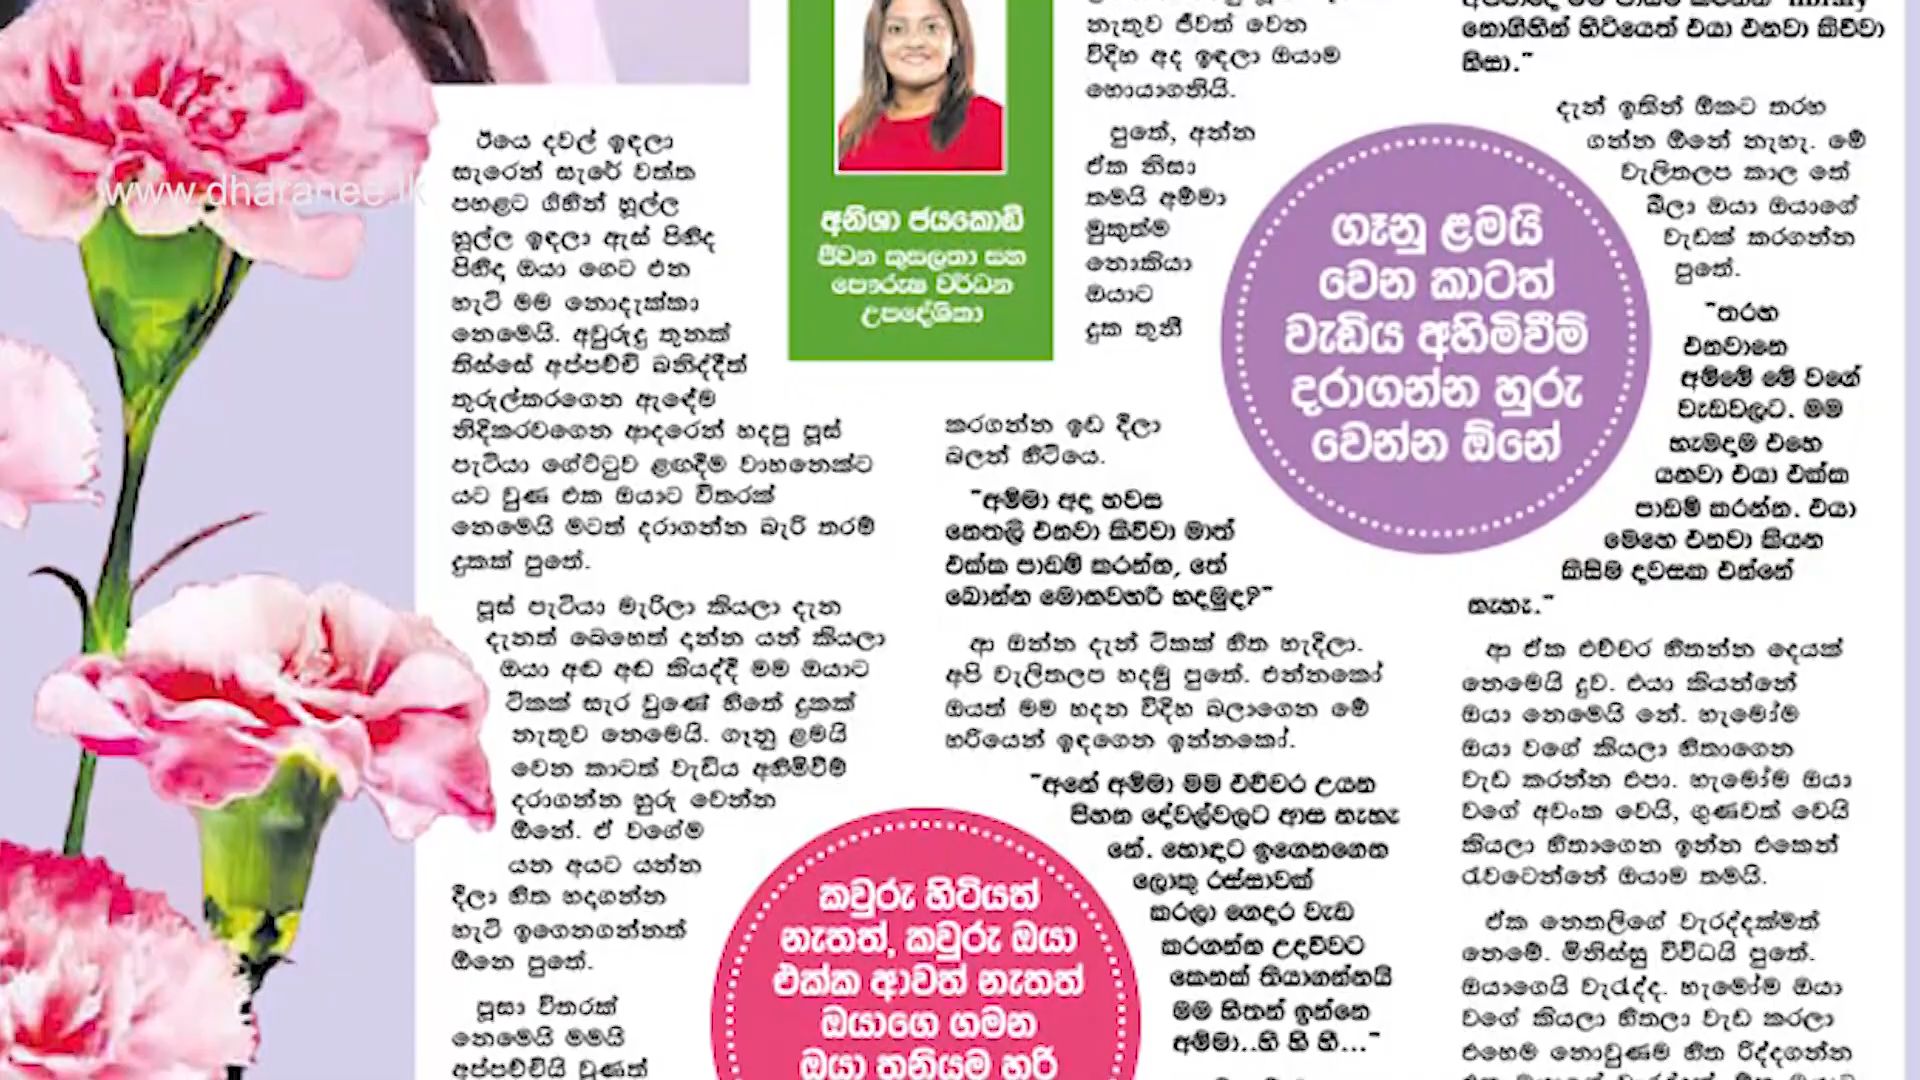 www.dharanee.lk
ඊයෙ දවල් ඉඳලා
සැරෙන් සැරේ වත්ත
පහළට ගිහින් හූල්ල
හූල්ල ඉඳලා ඇස් පිහිද
පිහිදා ඔයා ගෙට එන
හැටි මම නොදැක්කා
නෙමෙයි. අවුරුදු තුනක්
තිස්සේ අප්පච්චි බනිද්දීත්
තුරුල්කරගෙන ඇඳේම
නිදිකරවගෙන ආදරෙන් හදපු පූස්
පැටියා ගේට්ටුව ළඟදීම වාහනෙක​ට
යට වුණ එක ඔයාට විතරක්
නෙමෙයි මටත් දරාගන්න බැරි තරම්
දුකක් පුතේ.
පූස් පැටියා මැරිලා කියලා දැන
දැනත් බෙහෙත් දාන්න යන් කියලා
ඔයා අඬ අඬ කියද්දී මම ඔයාට
ටිකක් සැර වුණේ හිතේ දුකක්
නැතුව නෙමෙයි. ගෑනු ළමයි
වෙන කාටත් වැඩිය අහිමිවීම්
දරාගන්න හුරු වෙන්න
ඕනේ. ඒ වගේම
යන අයට යන්න
දීලා හිත හදාගන්න
හැටි ඉගෙනගන්නත්
ඕනෙ පුතේ.
පූසා විතරක්
නෙමෙයි මමයි
අප්පච්චියි වුණත්
අනිශා ජයකොඩි
ජීවන කුසලතා සහ
පෞරුෂ වර්ධන
උපදේශිකා
කරගන්න ඉඩ දීලා
බලන් හිටියෙ.
"අම්මා අද හවස
නෙතලි එනවා කිව්වා මාත්
එක්ක පාඩම් කරන්න, තේ
බොන්න මොනවහරි හදමුද?"
ආ ඔන්න දැන් ටිකක් හිත හැදිලා.
අපි වැලිතලප හදමු පුතේ. එන්නකෝ
ඔයත් මම හදන විදිහ බලාගෙන මේ
හරියෙන් ඉඳගෙන ඉන්නකෝ.
"අනේ අම්මා මම එච්චර උයන
පිහන දේවල්වලට ආස නැහැ
නේ. හොඳට ඉගෙනගෙන
ලොකු රස්සාවක්
කරලා ගෙදර වැඩ
කරගන්න උදව්වට
කෙනක් තියාගන්නයි
මම හිතන් ඉන්නෙ
අම්මා..හී හී හී..."
කවුරු හිටියත්
නැතත්, කවුරු ඔයා
එක්ක ආවත් නැතත්
ඔයාගෙ ගමන
ඔයා තනියම හරි
නැතුව ජීවත් වෙන
විදිහ අද ඉඳලා ඔයාම
හොයාගනියි.
පුතේ, අන්න
ඒක නිසා
තමයි අම්මා
මුකුත්ම
නොකියා
ඔයාට
දුක තුනී
ගෑනු ළමයි
වෙන කාටත්
වැඩිය අහිමිවීම්
දරාගන්න හුරු
වෙන්න ඕනේ
නොගිහින් හිටියෙත් එයා එනවා කිව්වා
නිසා."
දැන් ඉතින් ඕකට තරහ
ගන්න ඕනේ නැහැ. මේ
වැලිතලප කාල තේ
බීලා ඔයා ඔයාගේ
වැඩක් කරගන්න
පුතේ.
"තරහ
එනවානෙ
අම්මේ මේ වගේ
වැඩවලට. මම
හැමදාම එහෙ
යනවා එයා එක්ක
පාඩම් කරන්න. එයා
මෙහෙ එනවා කියන
කිසිම දවසක එන්නේ
නැහැ."
ආ ඒක එච්චර හිතන්න දෙයක්
නෙමෙයි දුව. එයා කියන්නේ
ඔයා නෙමෙයි නේ. හැමෝම
ඔයා වගේ කියලා හිතාගෙන
වැඩ කරන්න එපා. හැමෝම ඔයා
වගේ අවංක වෙයි, ගුණවත් වෙයි
කියලා හිතාගෙන ඉන්න එකෙන්
රැවටෙන්නේ ඔයාම තමයි.
ඒක නෙතලිගේ වැරද්දක්මත්
නෙමේ. මිනිස්සු විවිධයි පුතේ.
ඔයාගෙයි වැරැද්ද. හැමෝම ඔයා
වගේ කියලා හිතලා වැඩ කරලා
එහෙම නොවුණම හිත රිද්දගන්න